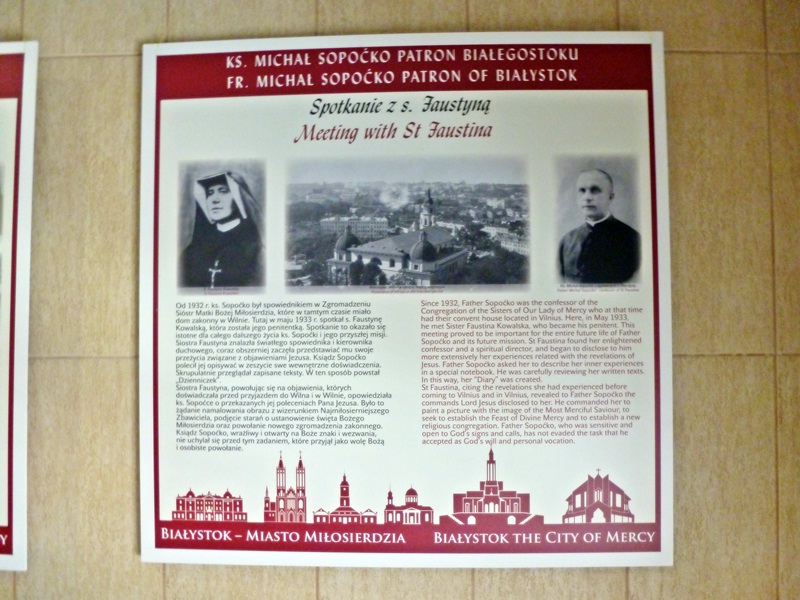 KS. MICHAŁ SOPOĆKO PATRON BIAŁEGOSTOKU
FR. MICHAŁ SOPOĆKO PATRON OF BIAŁYSTOK
Spotkanie z s. Faustyną
Meeting with St Faustina
Od 1932 r. ks. Sopoćko był spowiednikiem w Zgromadzeniu
Sióstr Matki Bożej Miłosierdzia, które w tamtym czasie miało
dom zakonny w Wilnie. Tutaj w maju 1933 r. spotkał s. Faustynę
Kowalską, która została jego penitentką. Spotkanie to okazało się
istotne dla całego dalszego życia ks. Sopoćki i jego przyszłej misji.
Siostra Faustyna znalazła światłego spowiednika i kierownika
duchowego, coraz obszerniej zaczęła przedstawiać mu swoje
przeżycia związane z objawieniami Jezusa. Ksiądz Sopoćko
polecił jej opisywać w zeszycie swe wewnętrzne doświadczenia.
Skrupulatnie przeglądał zapisane teksty. W ten sposób powstał
„Dzienniczek”.
Siostra Faustyna, powołując się na objawienia, których
doświadczała przed przyjazdem do Wilna i w Wilnie, opowiedziała
ks. Sopoćce o przekazanych jej poleceniach Pana Jezusa. Było to
żądanie namalowania obrazu z wizerunkiem Najmiłosierniejszego
Zbawiciela, podjęcie starań o ustanowienie święta Bożego
Miłosierdzia oraz powołanie nowego zgromadzenia zakonnego.
Ksiądz Sopoćko, wrażliwy i otwarty na Boże znaki i wezwania,
nie uchylał się przed tym zadaniem, które przyjął jako wolę Bożą
i osobiste powołanie.
Since 1932, Father Sopoćko was the confessor of the
Congregation of the Sisters of Our Lady of Mercy who at that time
had their convent house located in Vilnius. Here, in May 1933,
he met Sister Faustina Kowalska, who became his penitent. This
meeting proved to be important for the entire future life of Father
Sopoćko and its future mission. St Faustina found her enlightened
confessor and a spiritual director, and began to disclose to him
more extensively her experiences related with the revelations of
Jesus. Father Sopoćko asked her to describe her inner experiences
in a special notebook. He was carefully reviewing her written texts.
In this way, her "Diary" was created.
St Faustina, citing the revelations she had experienced before
coming to Vilnius and in Vilnius, revealed to Father Sopoćko the
commands Lord Jesus disclosed to her. He commanded her to
paint a picture with the image of the Most Merciful Saviour, to
seek to establish the Feast of Divine Mercy and to establish a new
religious congregation. Father Sopoćko, who was sensitive and
open to God's signs and calls, has not evaded the task that he
accepted as God's will and personal vocation.
BIAŁYSTOK – MIASTO MIŁOSIERDZIA
BIAŁYSTOK THE CITY OF MERCY
Y